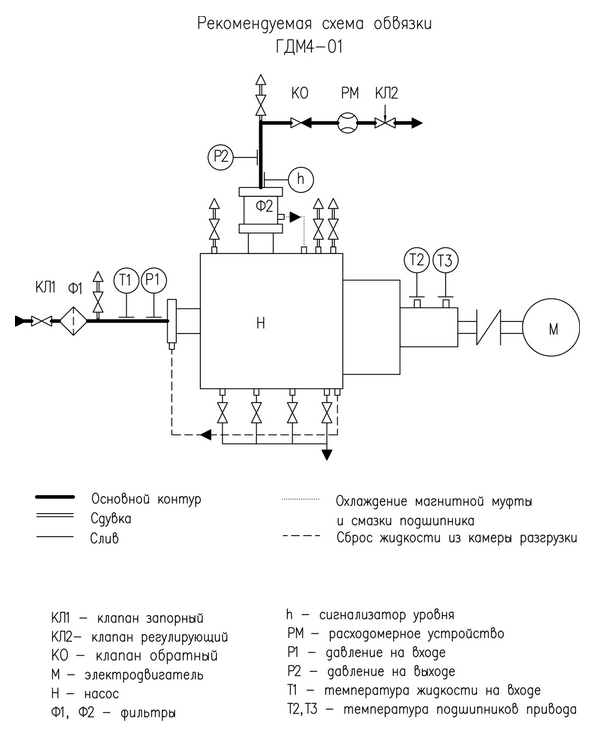 Рекомендуемая схема обвязки
ГДМ4-01
КО РМ КЛ2
Р2
h
Ф2
Т2 Т3
КЛ1 Ф1 Т1 Р1
Н
М
Основной контур
Сдувка
Слив
Охлаждение магнитной муфты
и смазки подшипника
Сброс жидкости из камеры разгрузки
КЛ1 – клапан запорный
КЛ2– клапан регулирующий
КО – клапан обратный
М – электродвигатель
Н – насос
Ф1, Ф2 – фильтры
h – сигнализатор уровня
РМ – расходомерное устройство
Р1 – давление на входе
Р2 – давление на выходе
Т1 – температура жидкости на входе
Т2,Т3 – температура подшипников привода